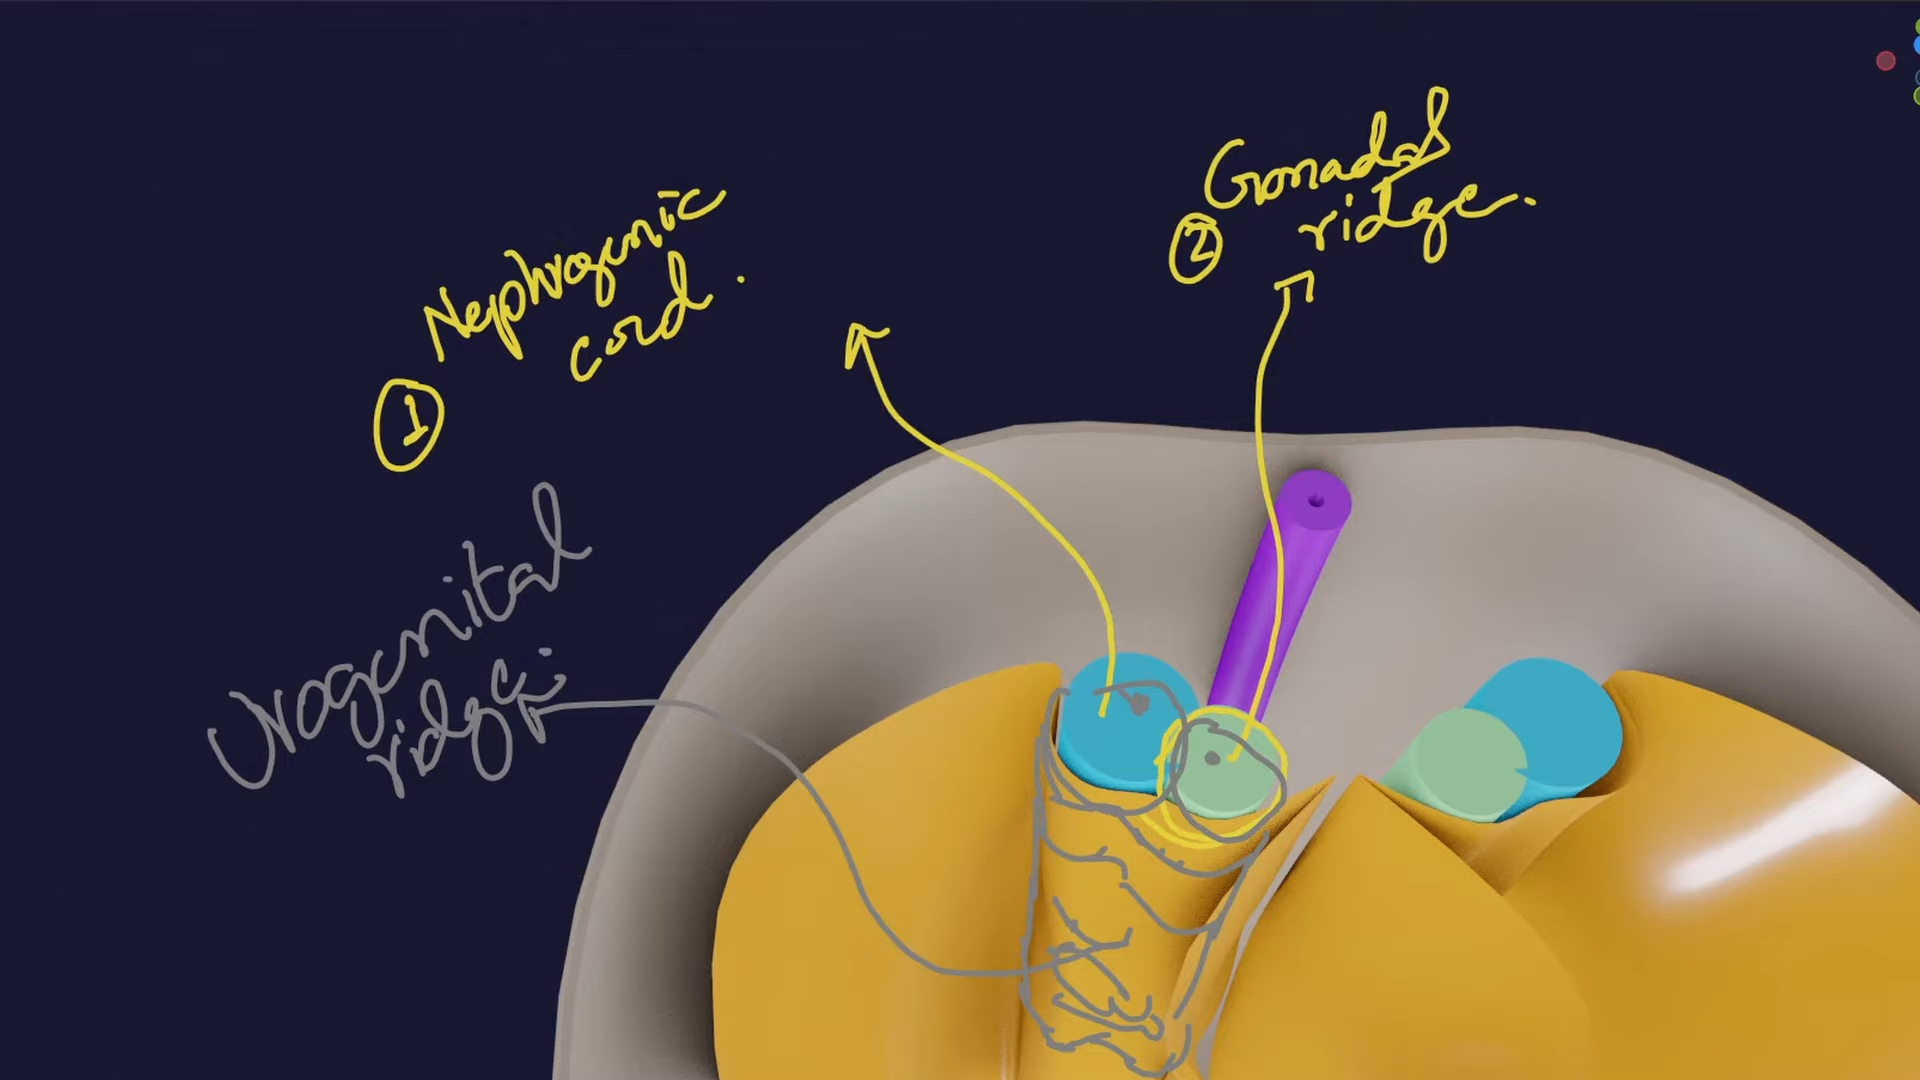 Nephrogenic
cord.
①
Gonadal
ridge.
②
Urogenital
ridge.